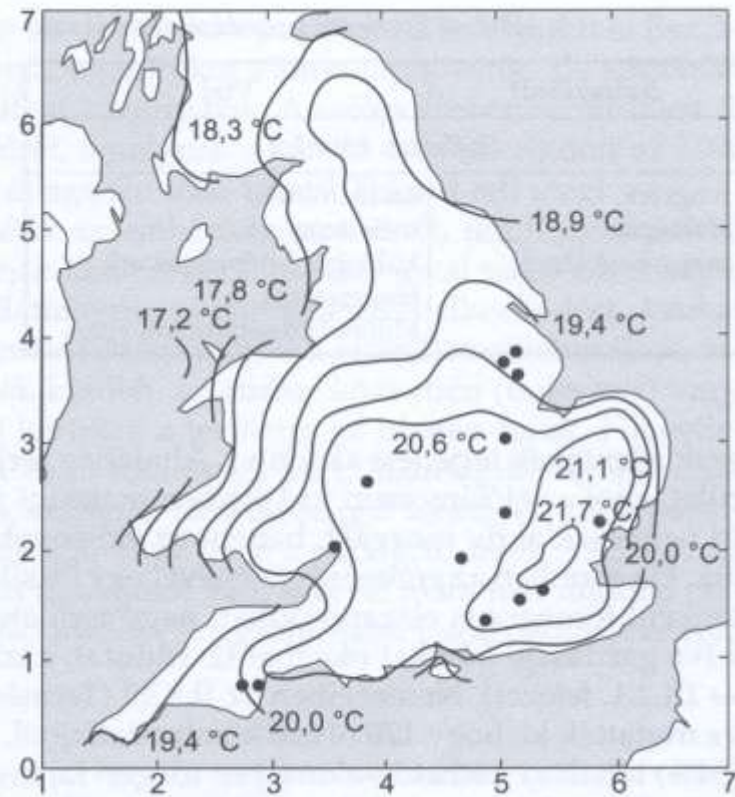 7
6
5
4
3
2
1
0
18,3 °C
18,9 °C
17,8 °C
17,2 °C
19,4 °C
20,6 °C
21,1 °C
21,7 °C
20,0 °C
20,0 °C
19,4 °C
1 2 3 4 5 6 7